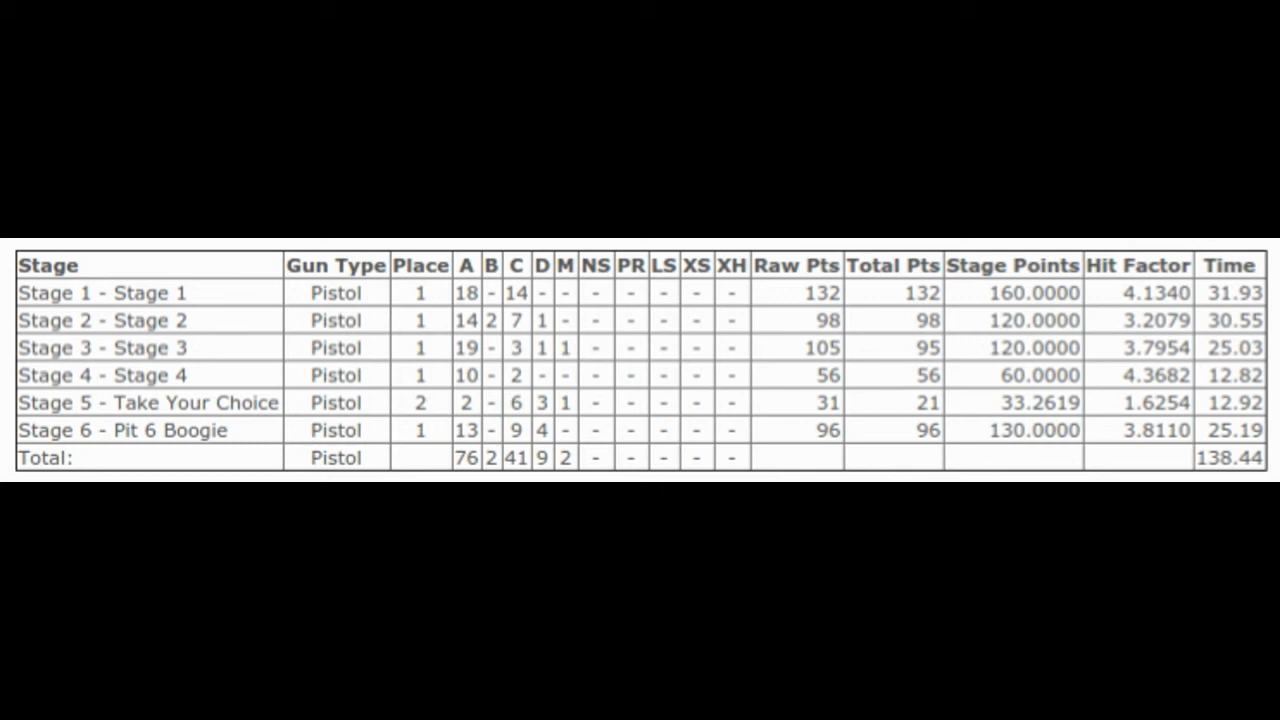 Stage Gun Type Place A B C D M NS PR LS XS XH Raw Pts Total Pts Stage Points Hit Factor Time
Stage 1 - Stage 1 Pistol 1 18 - 14 - - - - - - - 132 132 160.0000 4.1340 31.93
Stage 2 - Stage 2 Pistol 1 14 2 7 1 - - - - - - 98 98 120.0000 3.2079 30.55
Stage 3 - Stage 3 Pistol 1 19 - 3 1 1 - - - - - 105 95 120.0000 3.7954 25.03
Stage 4 - Stage 4 Pistol 1 10 - 2 - - - - - - - 56 56 60.0000 4.3682 12.82
Stage 5 - Take Your Choice Pistol 2 2 - 6 3 1 - - - - - 31 21 33.2619 1.6254 12.92
Stage 6 - Pit 6 Boogie Pistol 1 13 - 9 4 - - - - - - 96 96 130.0000 3.8110 25.19
Total: Pistol 76 2 41 9 2 - - - - - 138.44